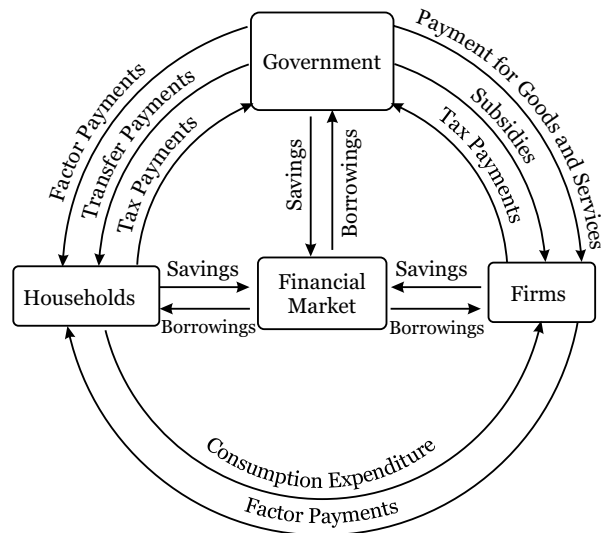 Government
Factor Payments
Transfer Payments
Tax Payments
Payment for Goods and Services
Subsidies
Tax Payments
Savings
Borrowings
Households
Savings
Borrowings
Financial
Market
Savings
Borrowings
Firms
Consumption Expenditure
Factor Payments